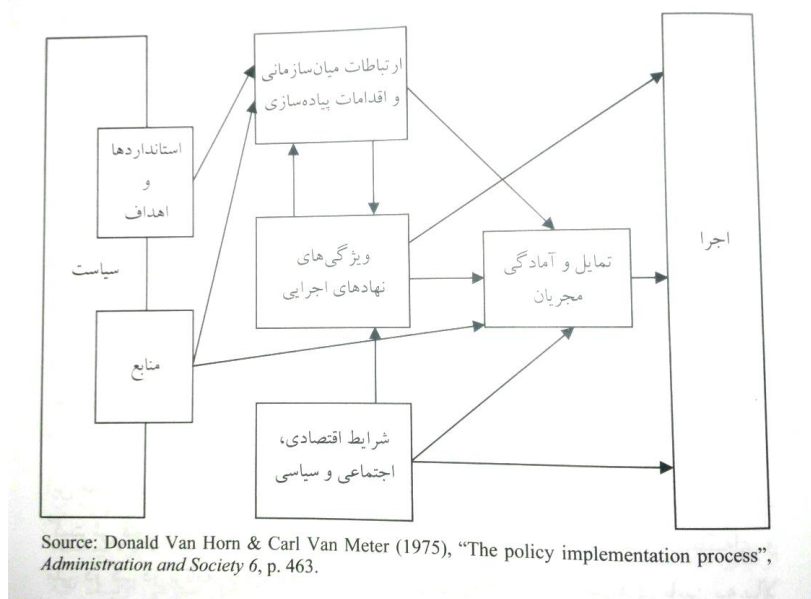 سیاست
استانداردها
و
اهداف
منابع
ارتباطات میان‌سازمانی
و اقدامات پیاده‌سازی
ویژگی‌های
نهادهای اجرایی
شرایط اقتصادی،
اجتماعی و سیاسی
تمایل و آمادگی
مجریان
اجرا
Source: Donald Van Horn & Carl Van Meter (1975), “The policy implementation process”,
Administration and Society 6, p. 463.